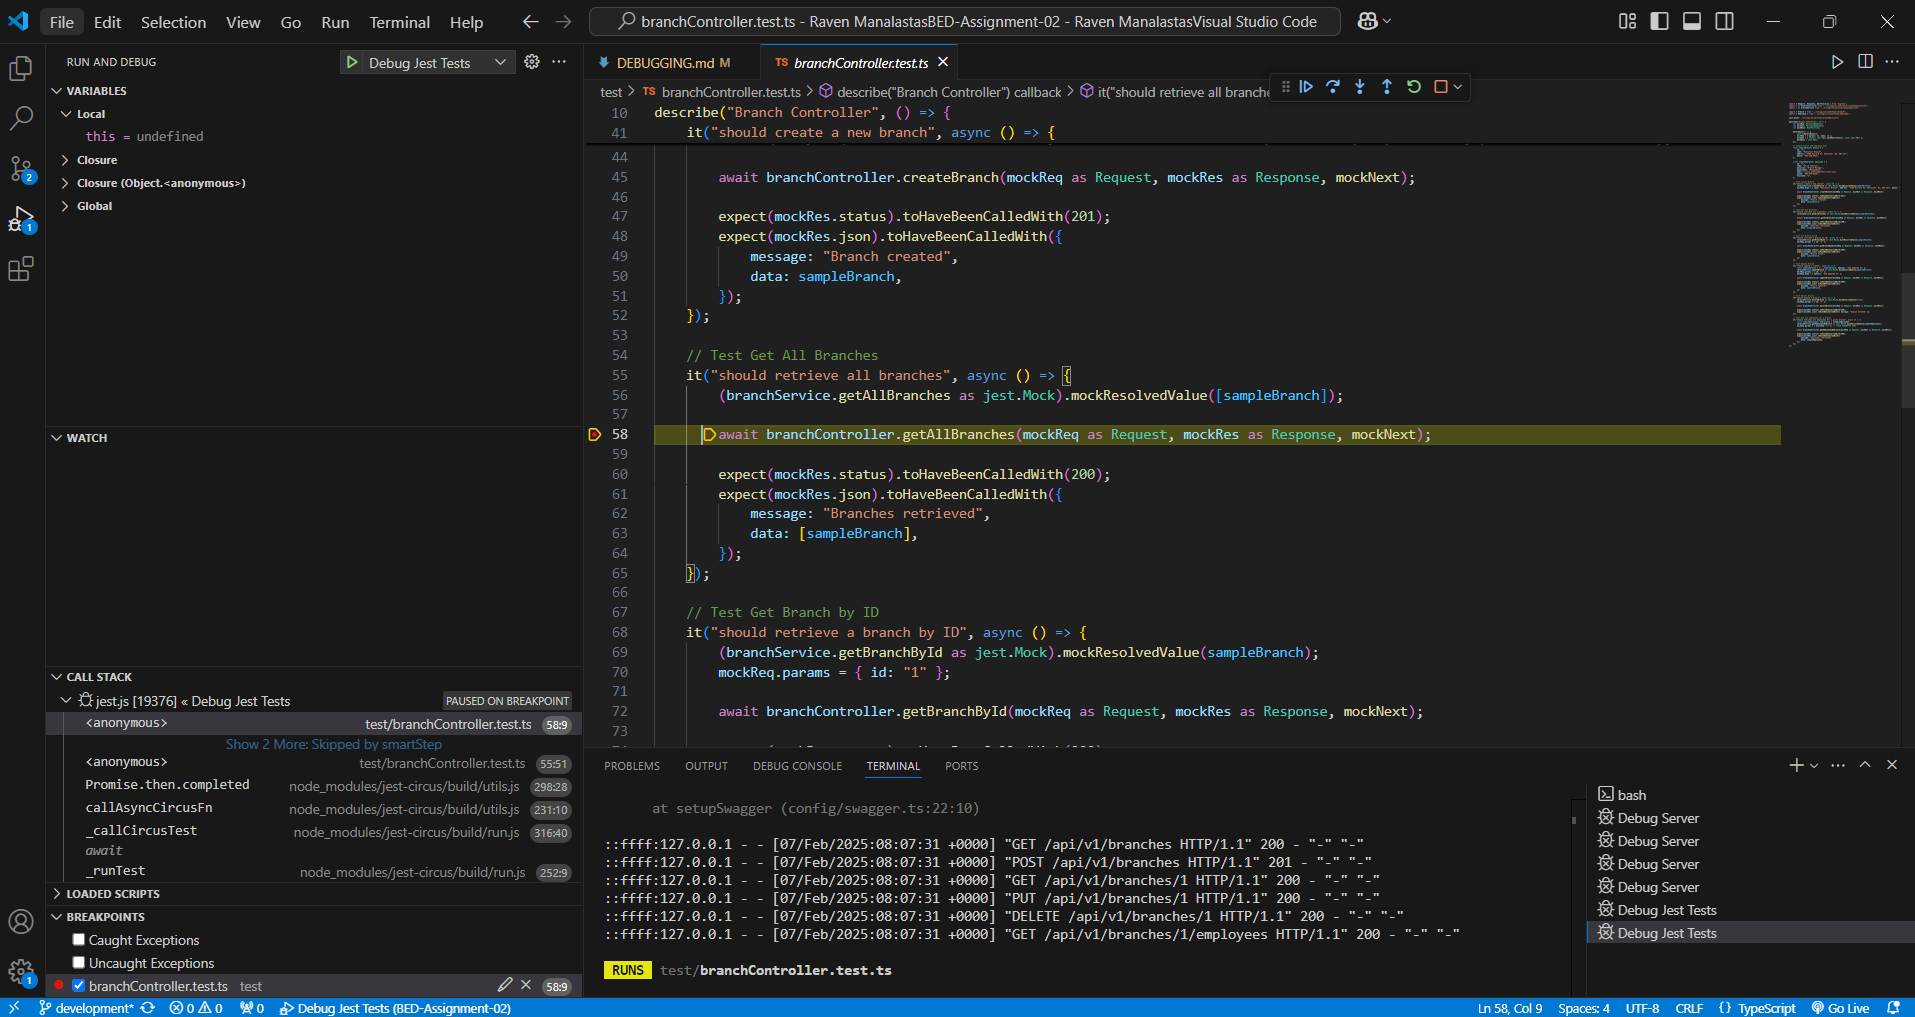 File Edit Selection View Go Run Terminal Help
branchController.test.ts - Raven ManalastasBED-Assignment-02 - Raven ManalastasVisual Studio Code
RUN AND DEBUG
Debug Jest Tests
VARIABLES
Local
this = undefined
Closure
Closure (Object.<anonymous>)
Global
WATCH
CALL STACK
jest.js [19376] « Debug Jest Tests PAUSED ON BREAKPOINT
<anonymous> test/branchController.test.ts 58:9
Show 2 More: Skipped by smartStep
<anonymous> test/branchController.test.ts 55:51
Promise.then.completed node_modules/jest-circus/build/utils.js 298:28
callAsyncCircusFn node_modules/jest-circus/build/utils.js 231:10
_callCircusTest node_modules/jest-circus/build/run.js 316:40
await
_runTest node_modules/jest-circus/build/run.js 252:9
LOADED SCRIPTS
BREAKPOINTS
Caught Exceptions
Uncaught Exceptions
branchController.test.ts test 58:9
2
1
1
DEBUGGING.md M
TS branchController.test.ts
test > TS branchController.test.ts > describe("Branch Controller") callback > it("should retrieve all branche
10 describe("Branch Controller", () => {
41 it("should create a new branch", async () => {
44
45 await branchController.createBranch(mockReq as Request, mockRes as Response, mockNext);
46
47 expect(mockRes.status).toHaveBeenCalledWith(201);
48 expect(mockRes.json).toHaveBeenCalledWith({
49 message: "Branch created",
50 data: sampleBranch,
51 });
52 });
53
54 // Test Get All Branches
55 it("should retrieve all branches", async () => {
56 (branchService.getAllBranches as jest.Mock).mockResolvedValue([sampleBranch]);
57
58 await branchController.getAllBranches(mockReq as Request, mockRes as Response, mockNext);
59
60 expect(mockRes.status).toHaveBeenCalledWith(200);
61 expect(mockRes.json).toHaveBeenCalledWith({
62 message: "Branches retrieved",
63 data: [sampleBranch],
64 });
65 });
66
67 // Test Get Branch by ID
68 it("should retrieve a branch by ID", async () => {
69 (branchService.getBranchById as jest.Mock).mockResolvedValue(sampleBranch);
70 mockReq.params = { id: "1" };
71
72 await branchController.getBranchById(mockReq as Request, mockRes as Response, mockNext);
73
PROBLEMS OUTPUT DEBUG CONSOLE TERMINAL PORTS
at setupSwagger (config/swagger.ts:22:10)
::ffff:127.0.0.1 - - [07/Feb/2025:08:07:31 +0000] "GET /api/v1/branches HTTP/1.1" 200 - "-" "-"
::ffff:127.0.0.1 - - [07/Feb/2025:08:07:31 +0000] "POST /api/v1/branches HTTP/1.1" 201 - "-" "-"
::ffff:127.0.0.1 - - [07/Feb/2025:08:07:31 +0000] "GET /api/v1/branches/1 HTTP/1.1" 200 - "-" "-"
::ffff:127.0.0.1 - - [07/Feb/2025:08:07:31 +0000] "PUT /api/v1/branches/1 HTTP/1.1" 200 - "-" "-"
::ffff:127.0.0.1 - - [07/Feb/2025:08:07:31 +0000] "DELETE /api/v1/branches/1 HTTP/1.1" 200 - "-" "-"
::ffff:127.0.0.1 - - [07/Feb/2025:08:07:31 +0000] "GET /api/v1/branches/1/employees HTTP/1.1" 200 - "-" "-"
RUNS test/branchController.test.ts
bash
Debug Server
Debug Server
Debug Server
Debug Server
Debug Jest Tests
Debug Jest Tests
development* 0 0 0 Debug Jest Tests (BED-Assignment-02) Ln 58, Col 9 Spaces: 4 UTF-8 CRLF {} TypeScript Go Live